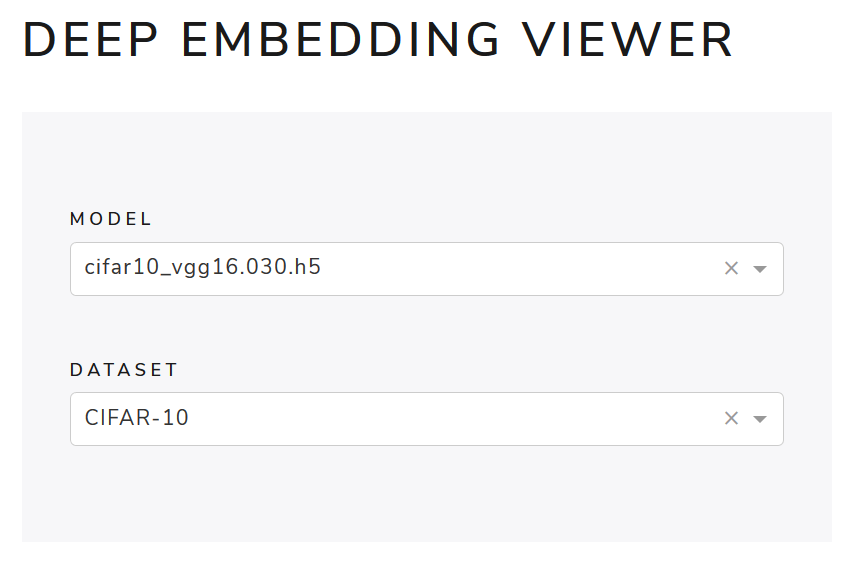 DEEP EMBEDDING VIEWER
MODEL
cifar10_vgg16.030.h5
DATASET
CIFAR-10